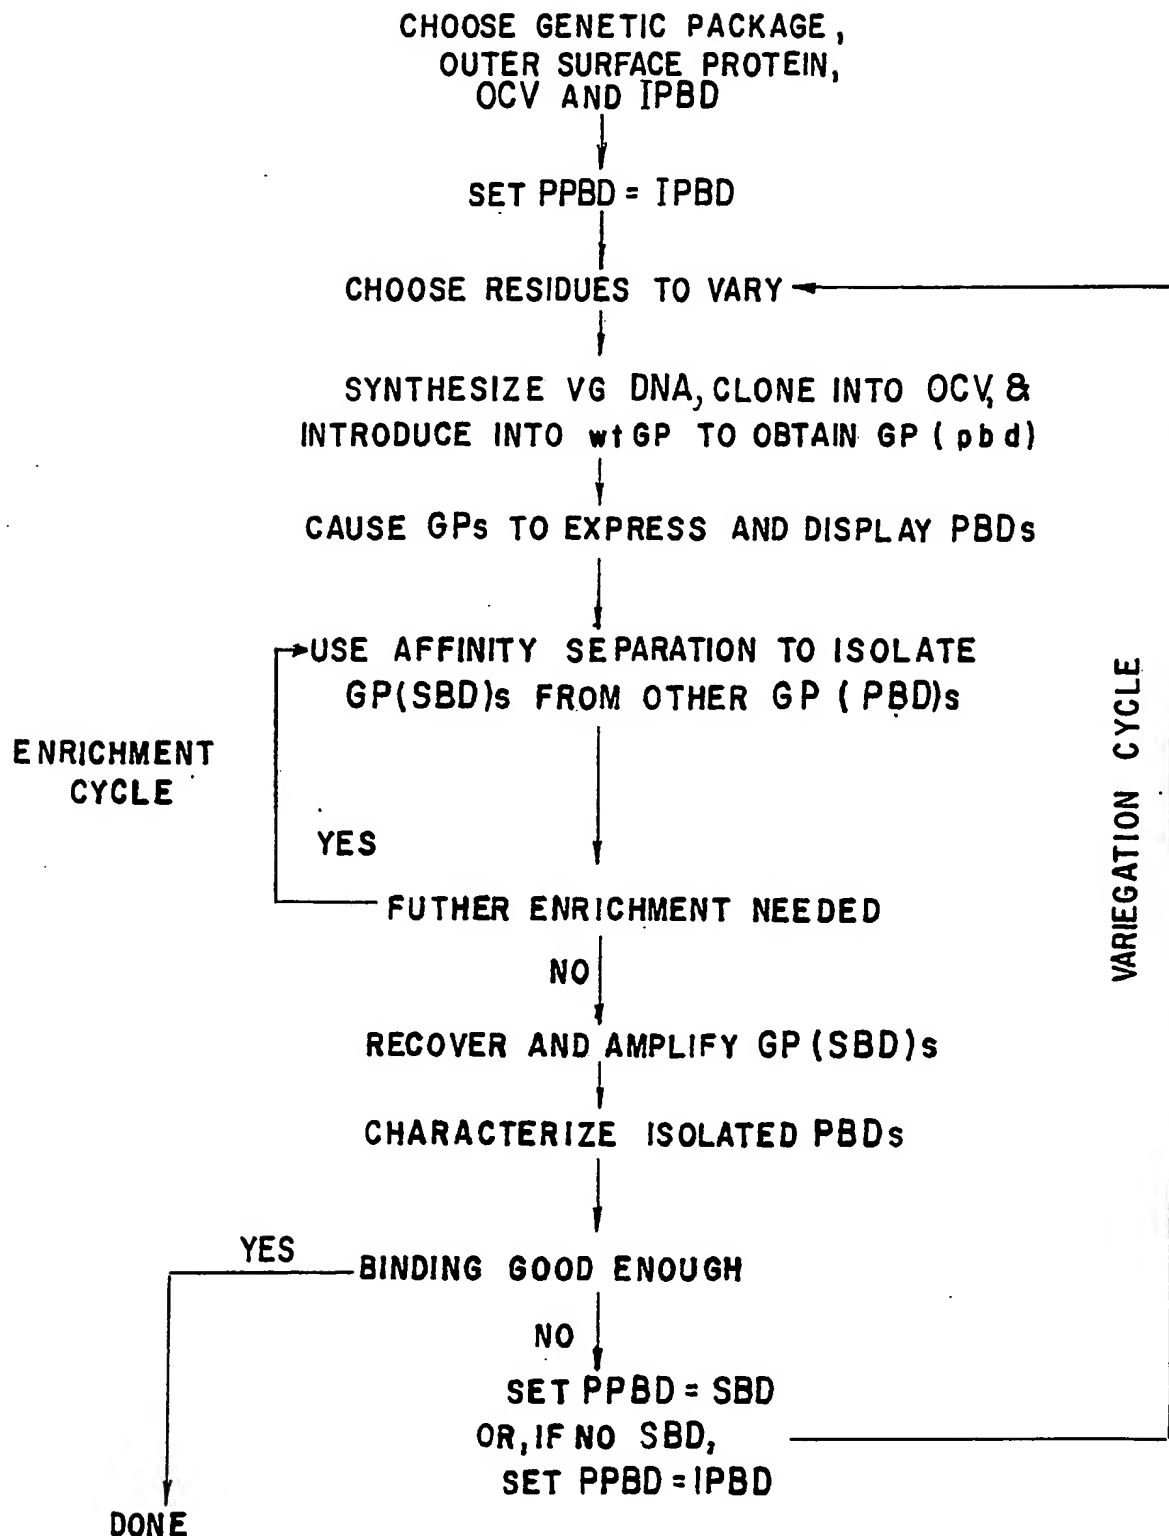 CHOOSE GENETIC PACKAGE,
OUTER SURFACE PROTEIN,
OCV AND IPBD
SET PPBD = IPBD
CHOOSE RESIDUES TO VARY
SYNTHESIZE VG DNA, CLONE INTO OCV, &
INTRODUCE INTO wtGP TO OBTAIN GP (pbd)
CAUSE GPs TO EXPRESS AND DISPLAY PBDs
USE AFFINITY SEPARATION TO ISOLATE
GP(SBD)s FROM OTHER GP (PBD)s
ENRICHMENT
CYCLE
YES
FUTHER ENRICHMENT NEEDED
NO
RECOVER AND AMPLIFY GP(SBD)s
CHARACTERIZE ISOLATED PBDs
YES
BINDING GOOD ENOUGH
NO
SET PPBD = SBD
OR, IF NO SBD,
SET PPBD = IPBD
DONE
VARIEGATION CYCLE